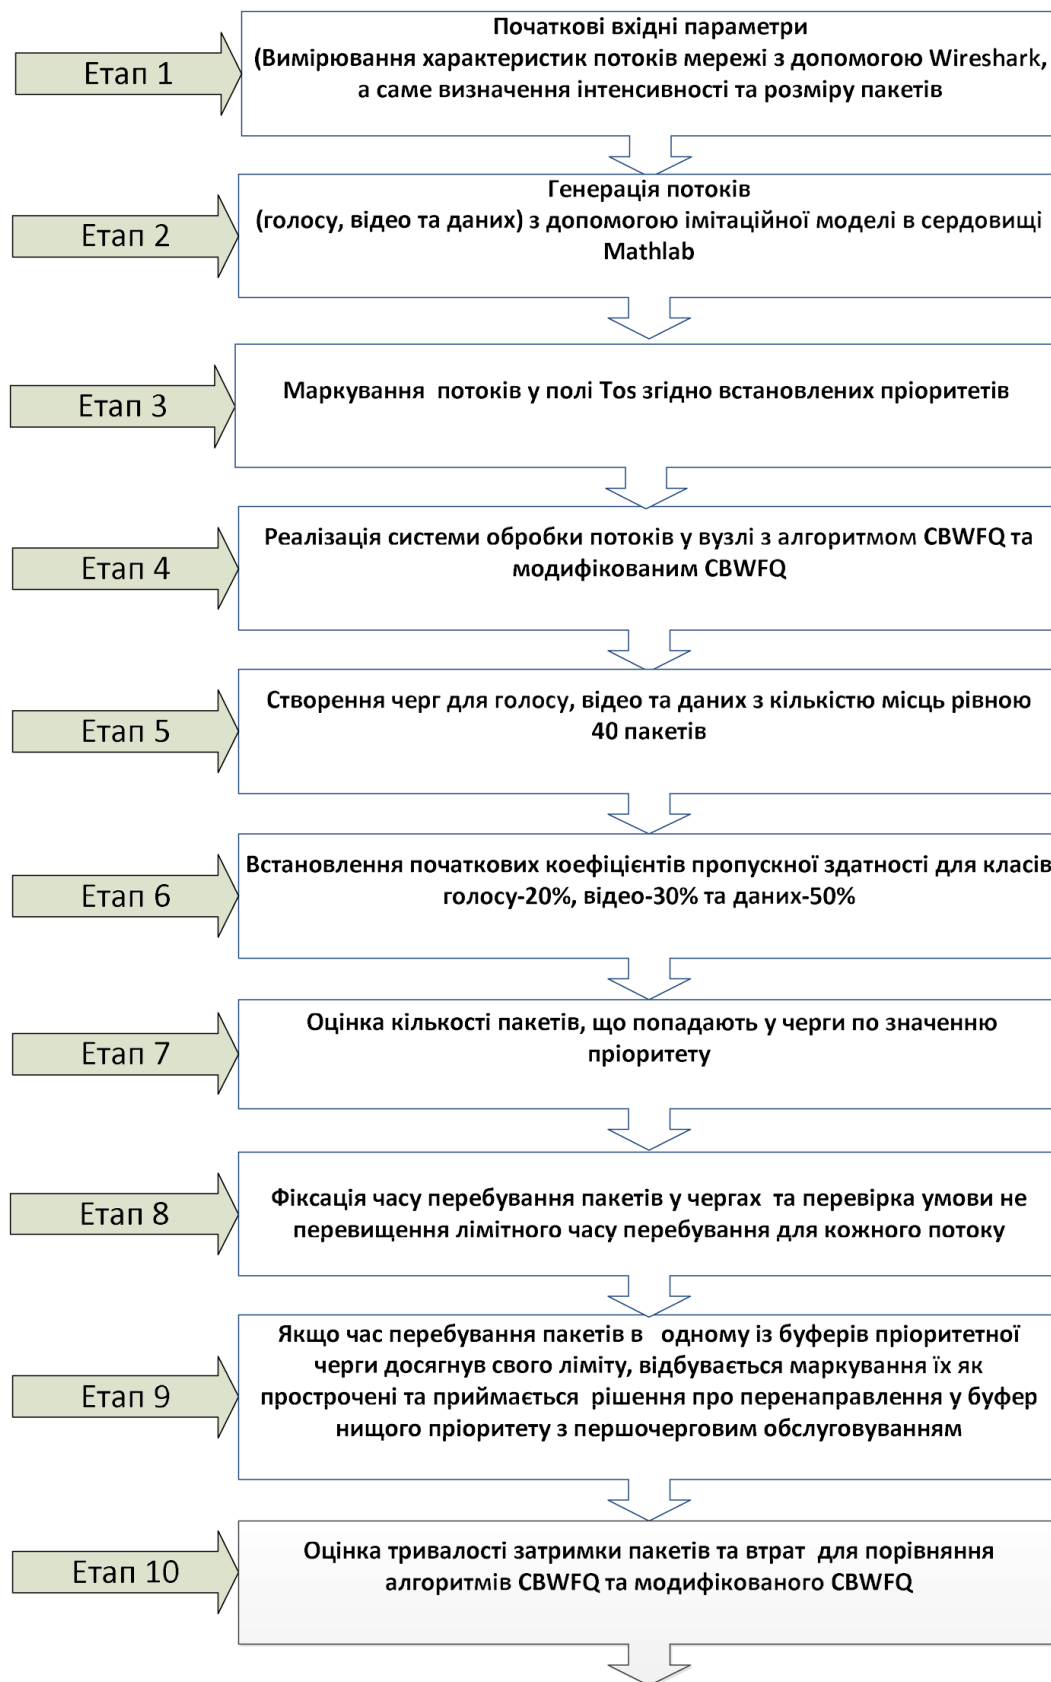 Початкові вхідні параметри
Етап 1
(Вимірювання характеристик потоків мережі з допомогою Wireshark,
а саме визначення інтенсивності та розміру пакетів
Генерація потоків
Етап 2
(голосу, відео та даних) з допомогою імітаційної моделі в сердовищі
Mathlab
Етап 3
Маркування потоків у полі Tos згідно встановлених пріоритетів
Етап 4
Реалізація системи обробки потоків у вузлі з алгоритмом CBWFQ та
модифікованим CBWFQ
Етап 5
Створення черг для голосу, відео та даних з кількістю місць рівною
40 пакетів
Етап 6
Встановлення початкових коефіцієнтів пропускної здатності для класів
голосу-20%, відео-30% та даних-50%
Етап 7
Оцінка кількості пакетів, що попадають у черги по значенню
пріоритету
Етап 8
Фіксація часу перебування пакетів у чергах та перевірка умови не
перевищення лімітного часу перебування для кожного потоку
Етап 9
Якщо час перебування пакетів в одному із буферів пріоритетної
черги досягнув свого ліміту, відбувається маркування їх як
прострочені та приймається рішення про перенаправлення у буфер
нищого пріоритету з першочерговим обслуговуванням
Етап 10
Оцінка тривалості затримки пакетів та втрат для порівняння
алгоритмів CBWFQ та модифікованого CBWFQ